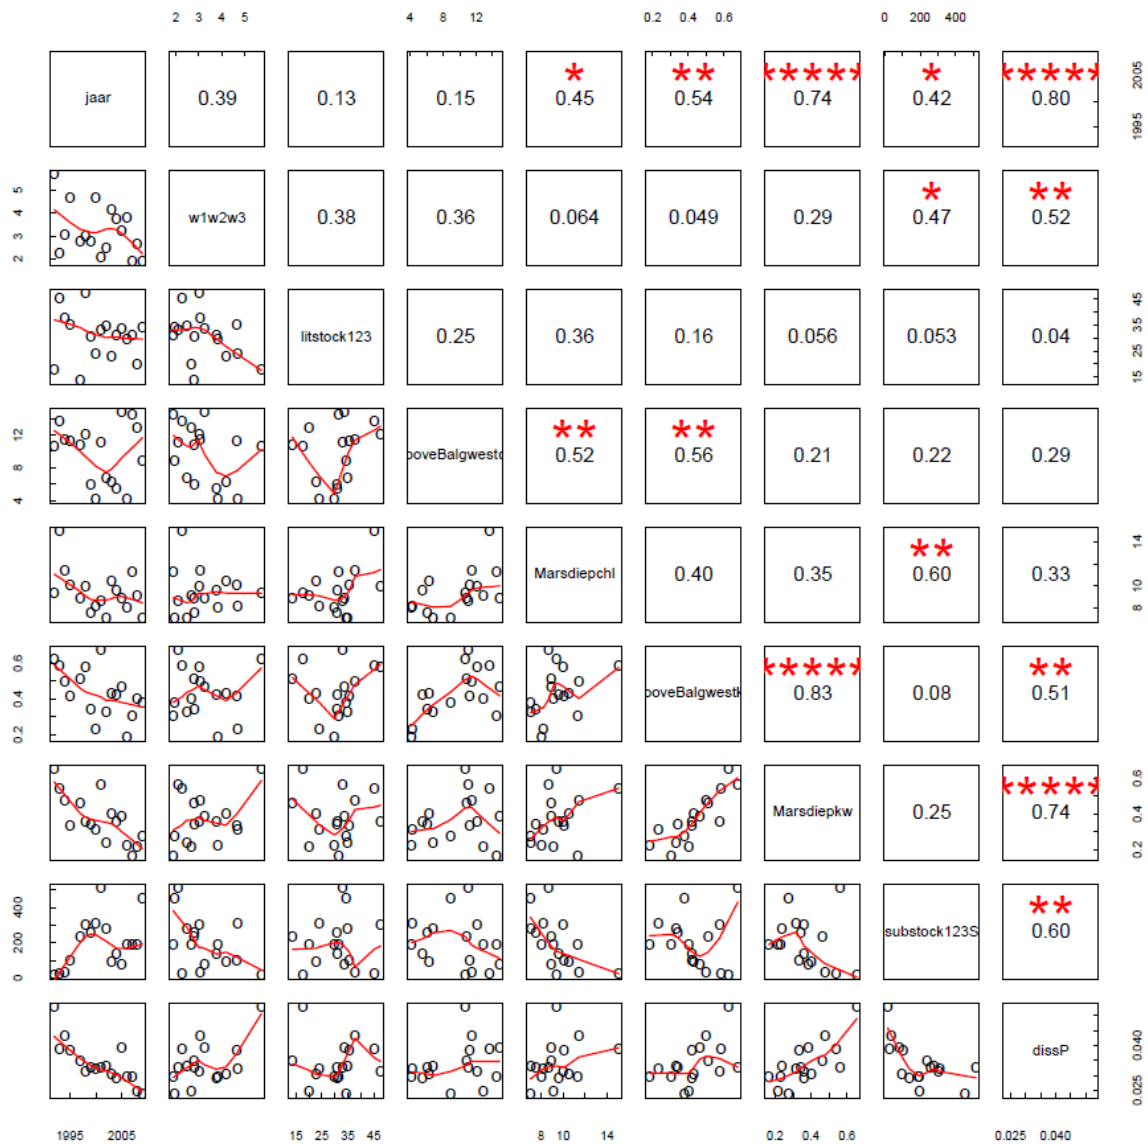 2 3 4 5 4 8 12 0.2 0.4 0.6 0 200 400
* ** ***** * *****
jaar 0.39 0.13 0.15 0.45 0.54 0.74 0.42 0.80
1995 2005
* **
w1w2w3 0.38 0.36 0.064 0.049 0.29 0.47 0.52
2 3 4 5
litstock123 0.25 0.36 0.16 0.056 0.053 0.04
15 25 35 45
** **
boveBalgwesto 0.52 0.56 0.21 0.22 0.29
4 8 12
**
Marsdiepchl 0.40 0.35 0.60 0.33
8 10 14
***** **
boveBalgwestk 0.83 0.08 0.51
0.2 0.4 0.6
*****
Marsdiepkw 0.25 0.74
0.2 0.4 0.6
**
substock123S 0.60
0 200 400
dissP
0.025 0.040
1995 2005 15 25 35 45 8 10 14 0.2 0.4 0.6 0.025 0.040